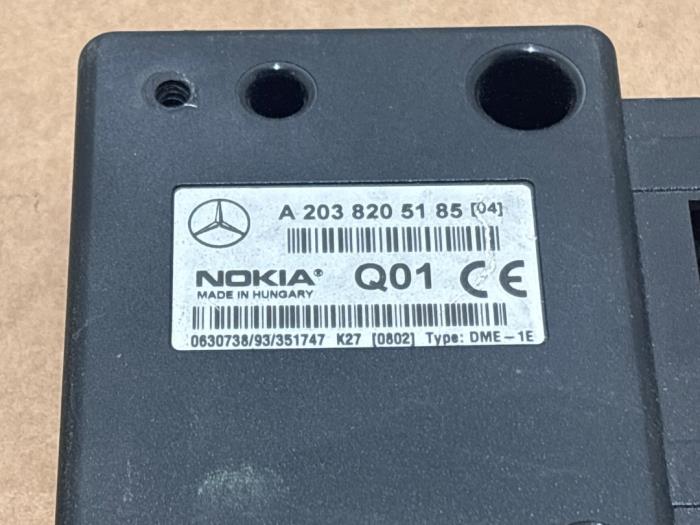 A 203 820 51 85 [04]
NOKIA® Q01 CE
MADE IN HUNGARY
0630738/93/351747 K27 [0802] Type: DME-1E